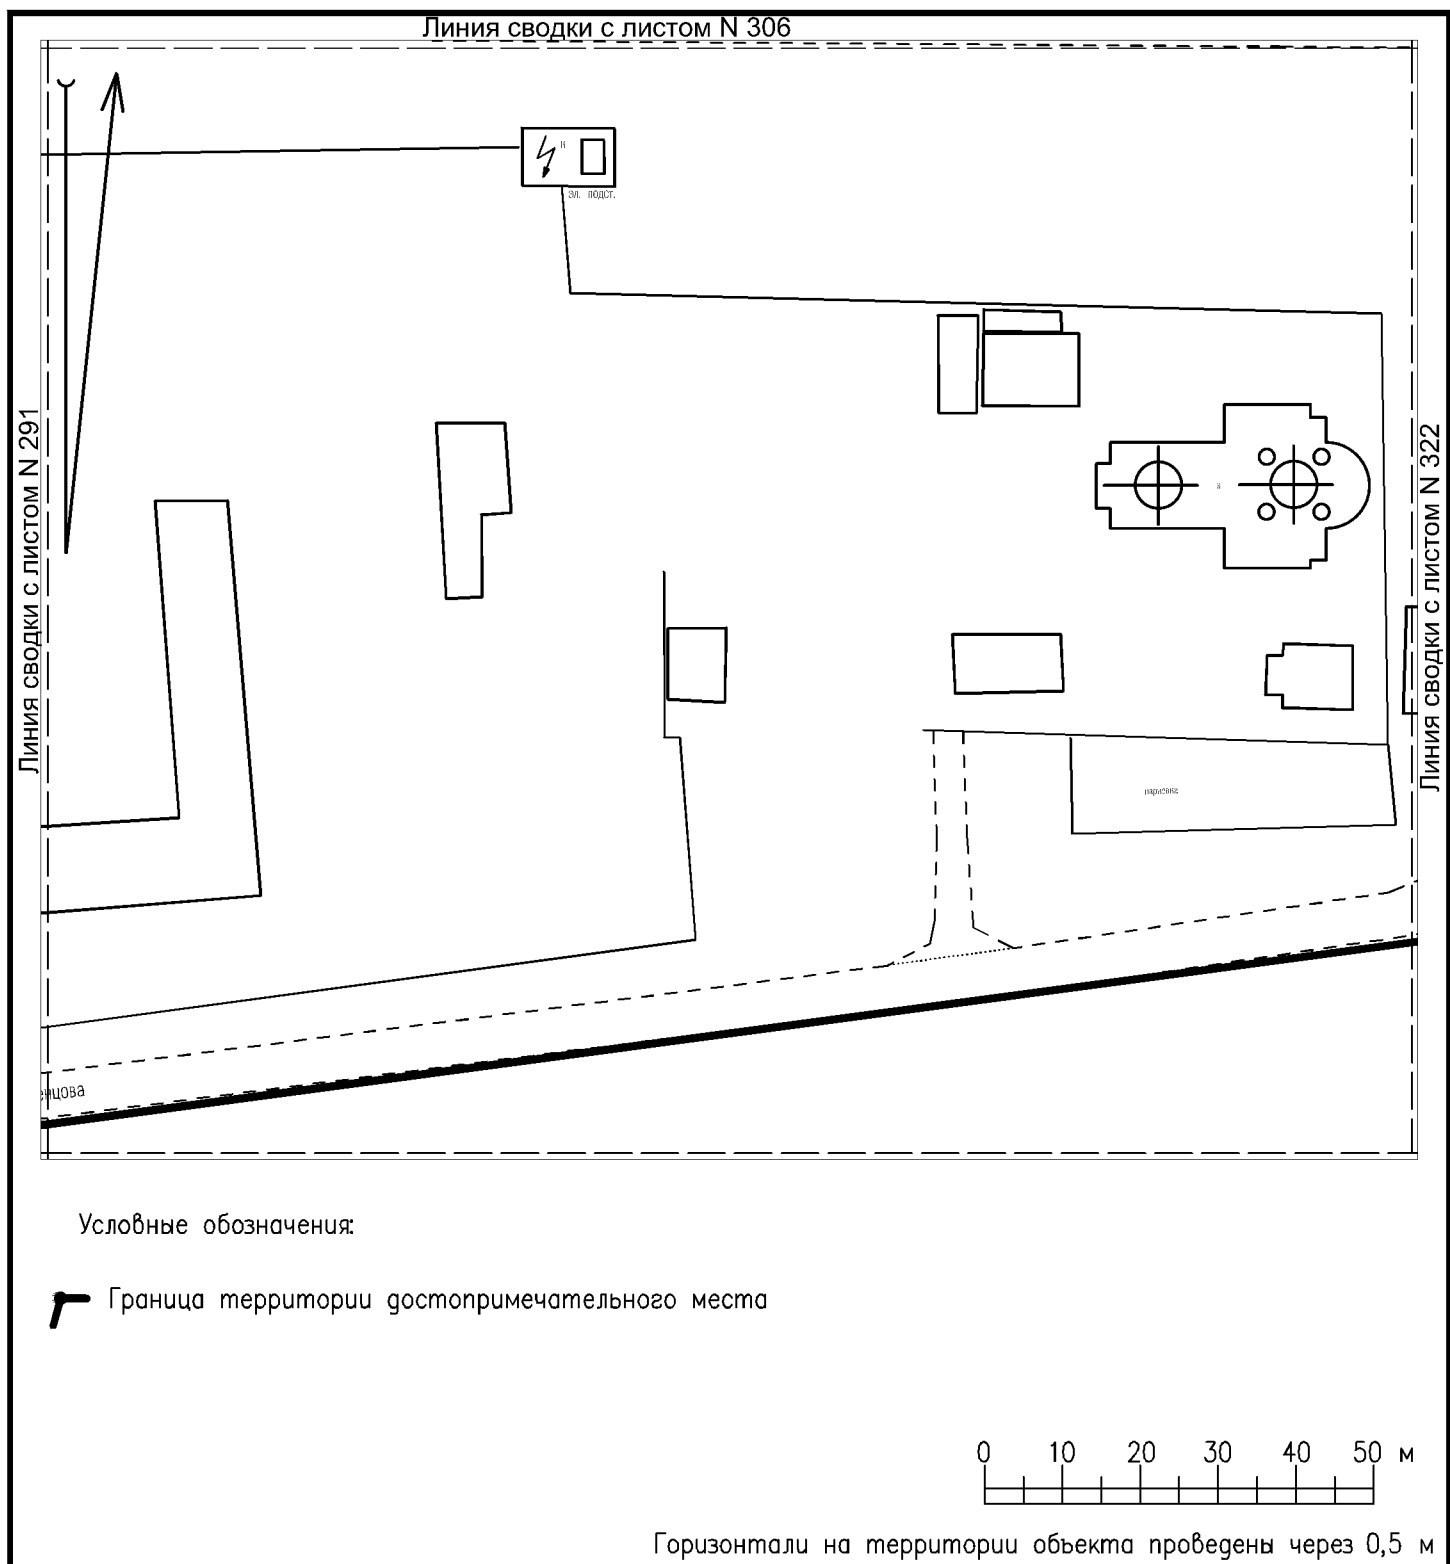 Линия сводки с листом N 306
к
эл. подст.
Линия сводки с листом N 291
Линия сводки с листом N 322
парковка
нцова
Условные обозначения:
Граница территории достопримечательного места
0 10 20 30 40 50 м
Горизонтали на территории объекта проведены через 0,5 м